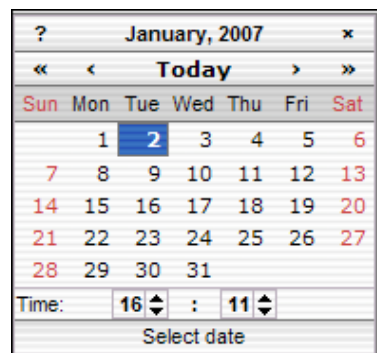 ? January, 2007 ×
« ‹ Today › »
Sun Mon Tue Wed Thu Fri Sat
1 2 3 4 5 6
7 8 9 10 11 12 13
14 15 16 17 18 19 20
21 22 23 24 25 26 27
28 29 30 31
Time: 16 : 11
Select date